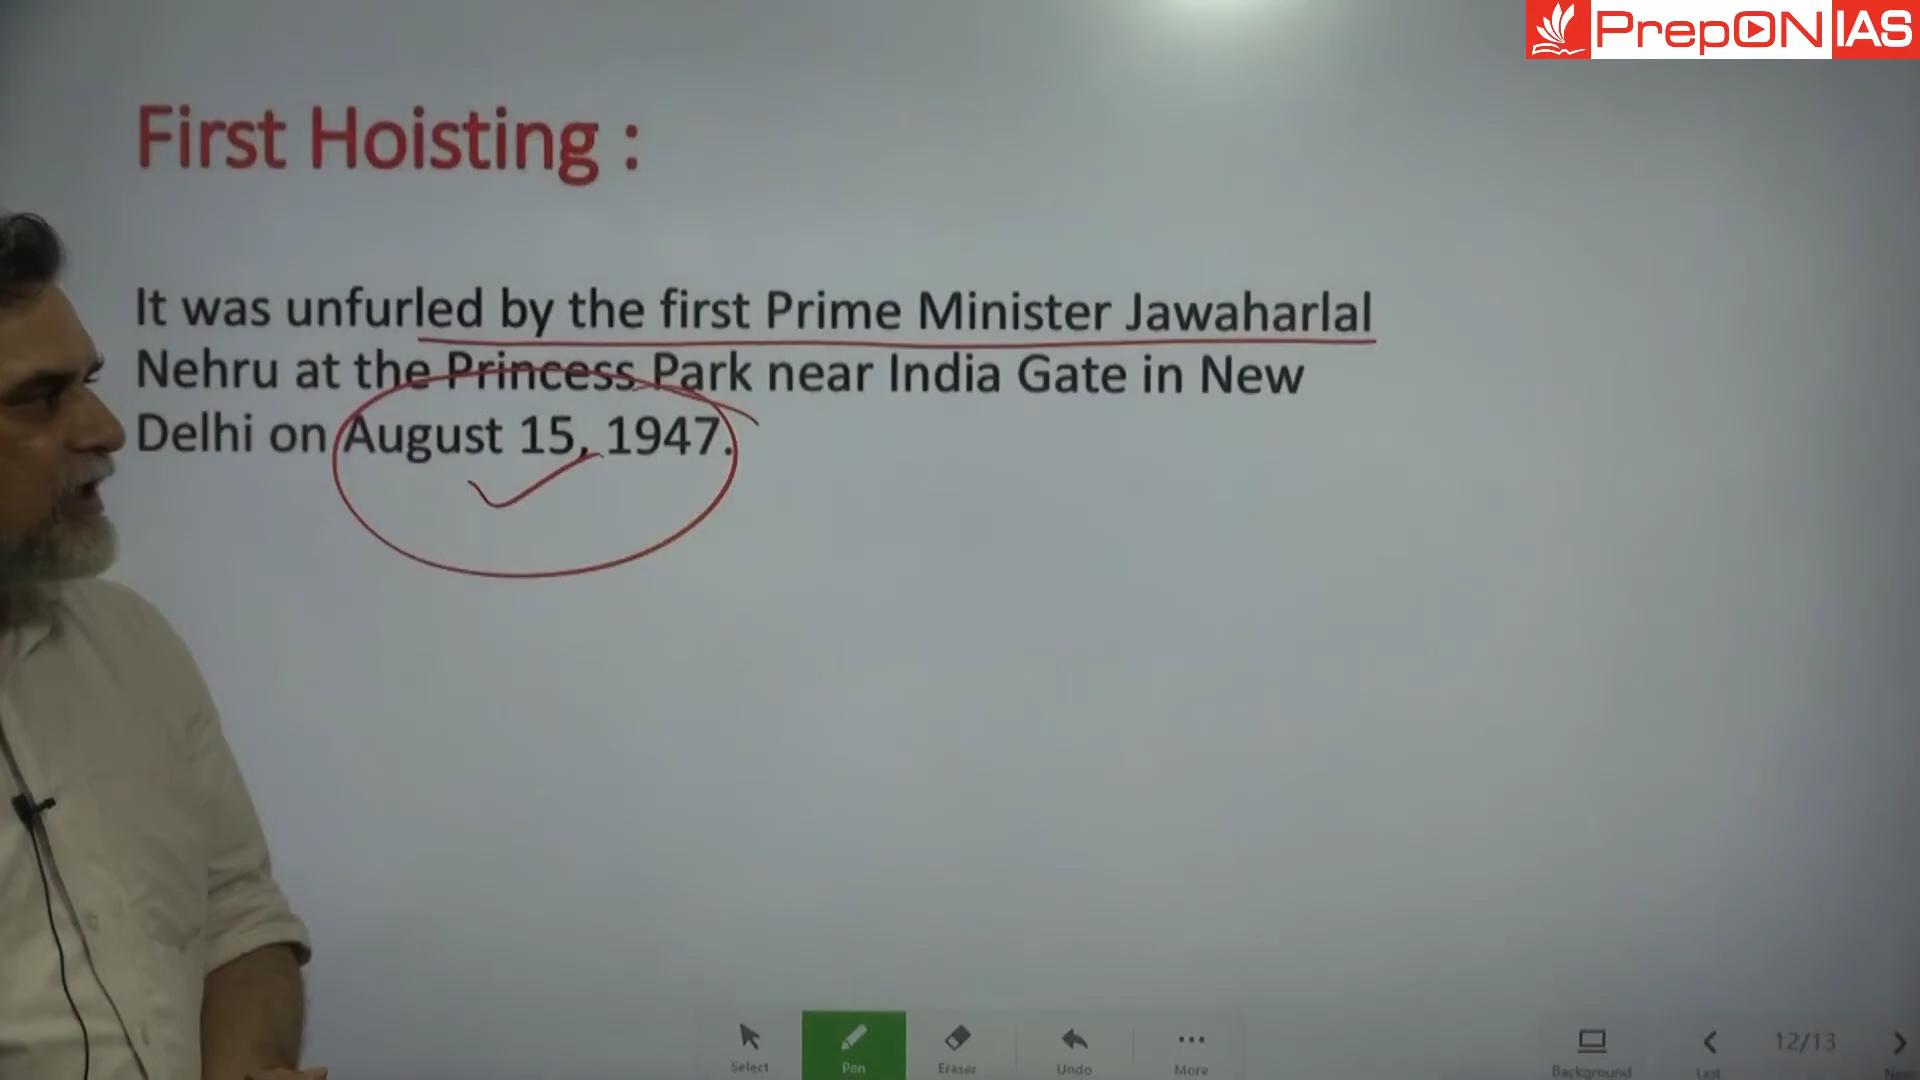 PrepON IAS
First Hoisting :
It was unfurled by the first Prime Minister Jawaharlal
Nehru at the Princess Park near India Gate in New
Delhi on August 15, 1947.
Select
Pen
Eraser
Undo
More
Background
Last
12/13